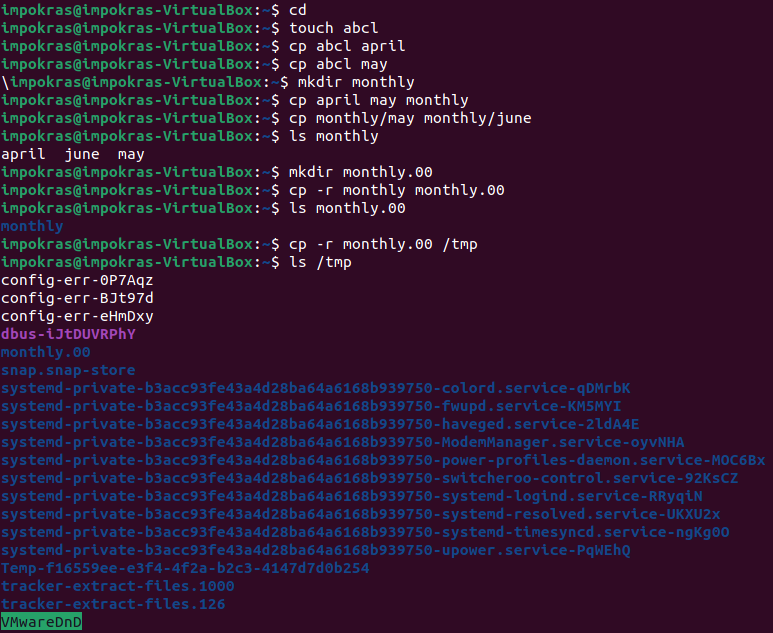 impokras@impokras-VirtualBox:~$ cd
impokras@impokras-VirtualBox:~$ touch abcl
impokras@impokras-VirtualBox:~$ cp abcl april
impokras@impokras-VirtualBox:~$ cp abcl may
\impokras@impokras-VirtualBox:~$ mkdir monthly
impokras@impokras-VirtualBox:~$ cp april may monthly
impokras@impokras-VirtualBox:~$ cp monthly/may monthly/june
impokras@impokras-VirtualBox:~$ ls monthly
april  june  may
impokras@impokras-VirtualBox:~$ mkdir monthly.00
impokras@impokras-VirtualBox:~$ cp -r monthly monthly.00
impokras@impokras-VirtualBox:~$ ls monthly.00
monthly
impokras@impokras-VirtualBox:~$ cp -r monthly.00 /tmp
impokras@impokras-VirtualBox:~$ ls /tmp
config-err-0P7Aqz
config-err-BJt97d
config-err-eHmDxy
dbus-iJtDUVRPhY
monthly.00
snap.snap-store
systemd-private-b3acc93fe43a4d28ba64a6168b939750-colord.service-qDMrbK
systemd-private-b3acc93fe43a4d28ba64a6168b939750-fwupd.service-KM5MYI
systemd-private-b3acc93fe43a4d28ba64a6168b939750-haveged.service-2ldA4E
systemd-private-b3acc93fe43a4d28ba64a6168b939750-ModemManager.service-oyvNHA
systemd-private-b3acc93fe43a4d28ba64a6168b939750-power-profiles-daemon.service-MOC6Bx
systemd-private-b3acc93fe43a4d28ba64a6168b939750-switcheroo-control.service-92KsCZ
systemd-private-b3acc93fe43a4d28ba64a6168b939750-systemd-logind.service-RRyqiN
systemd-private-b3acc93fe43a4d28ba64a6168b939750-systemd-resolved.service-UKXU2x
systemd-private-b3acc93fe43a4d28ba64a6168b939750-systemd-timesyncd.service-ngKg0O
systemd-private-b3acc93fe43a4d28ba64a6168b939750-upower.service-PqWEhQ
Temp-f16559ee-e3f4-4f2a-b2c3-4147d7d0b254
tracker-extract-files.1000
tracker-extract-files.126
VMwareDnD